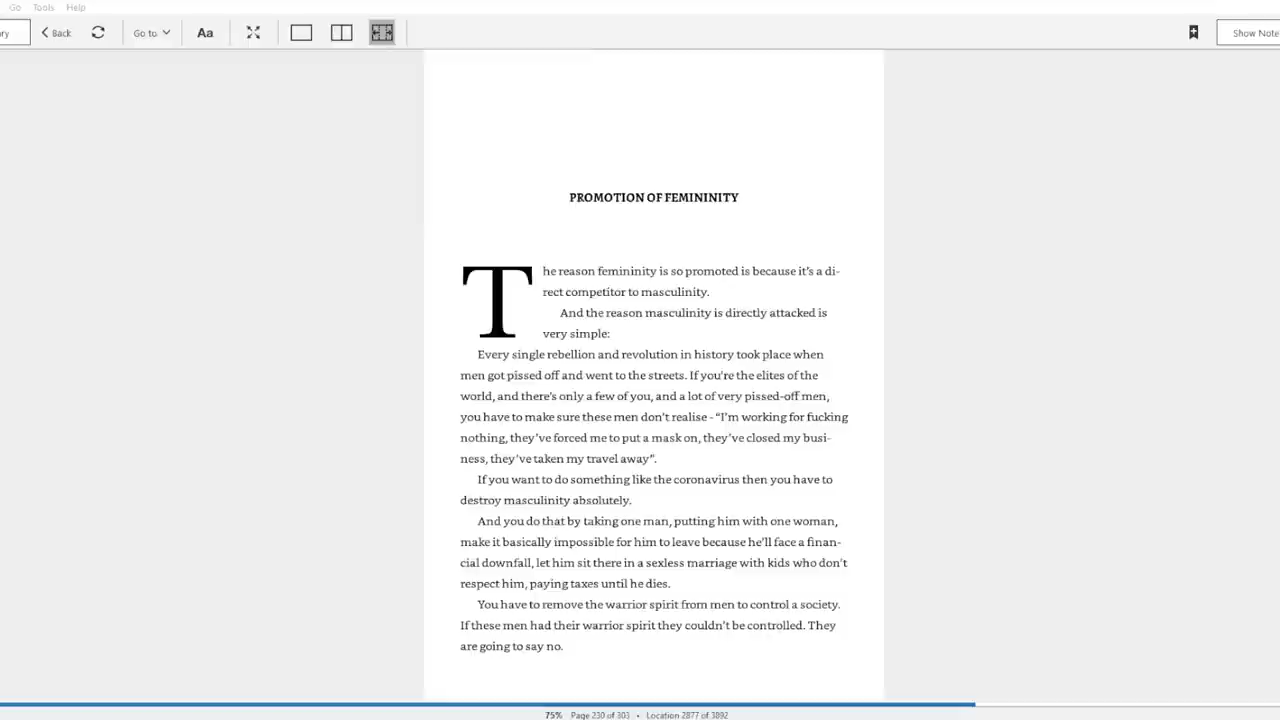 Go Tools Help
ry Back Go to Aa Show Note
PROMOTION OF FEMININITY
The reason femininity is so promoted is because it's a di-
rect competitor to masculinity.
And the reason masculinity is directly attacked is
very simple:
Every single rebellion and revolution in history took place when
men got pissed off and went to the streets. If you're the elites of the
world, and there's only a few of you, and a lot of very pissed-off men,
you have to make sure these men don't realise - “I'm working for fucking
nothing, they've forced me to put a mask on, they've closed my busi-
ness, they've taken my travel away”.
If you want to do something like the coronavirus then you have to
destroy masculinity absolutely.
And you do that by taking one man, putting him with one woman,
make it basically impossible for him to leave because he'll face a finan-
cial downfall, let him sit there in a sexless marriage with kids who don't
respect him, paying taxes until he dies.
You have to remove the warrior spirit from men to control a society.
If these men had their warrior spirit they couldn't be controlled. They
are going to say no.
75% Page 230 of 303 • Location 2877 of 3892